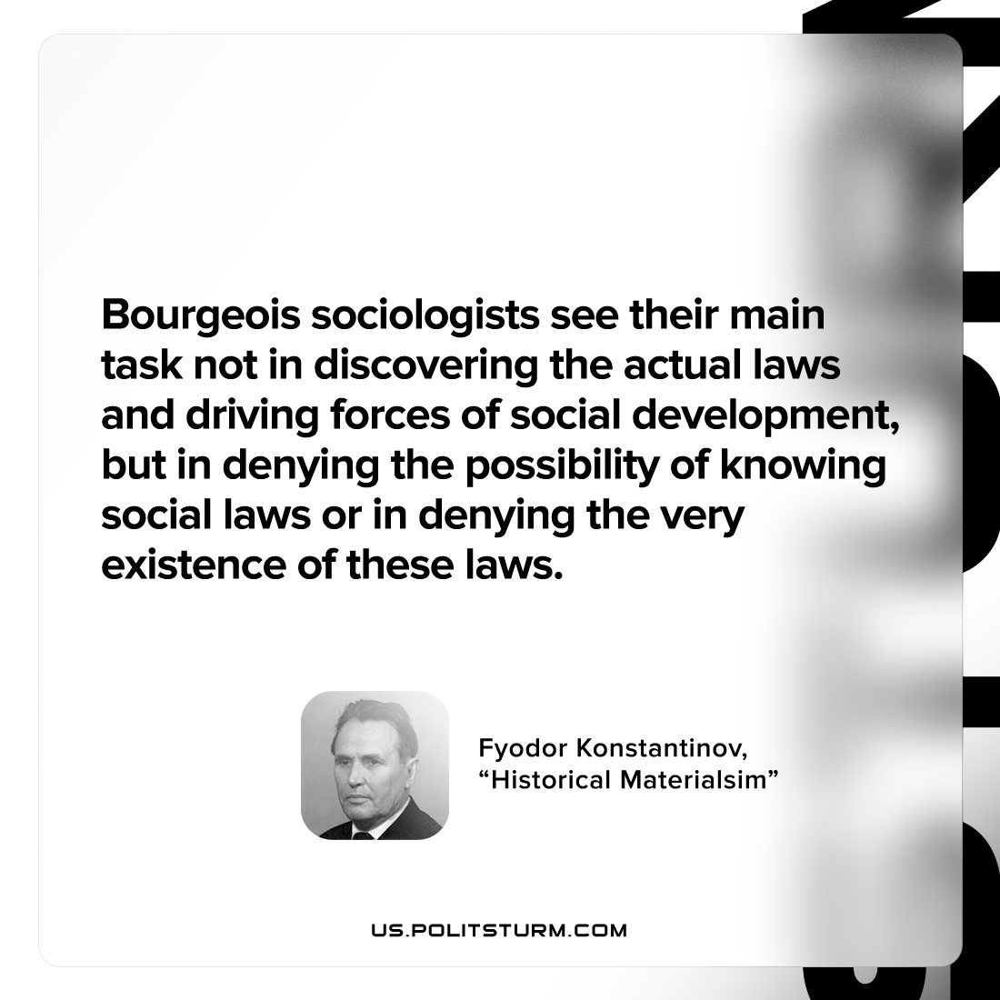 Bourgeois sociologists see their main
task not in discovering the actual laws
and driving forces of social development,
but in denying the possibility of knowing
social laws or in denying the very
existence of these laws.
Fyodor Konstantinov,
“Historical Materialsim”
US.POLITSTURM.COM